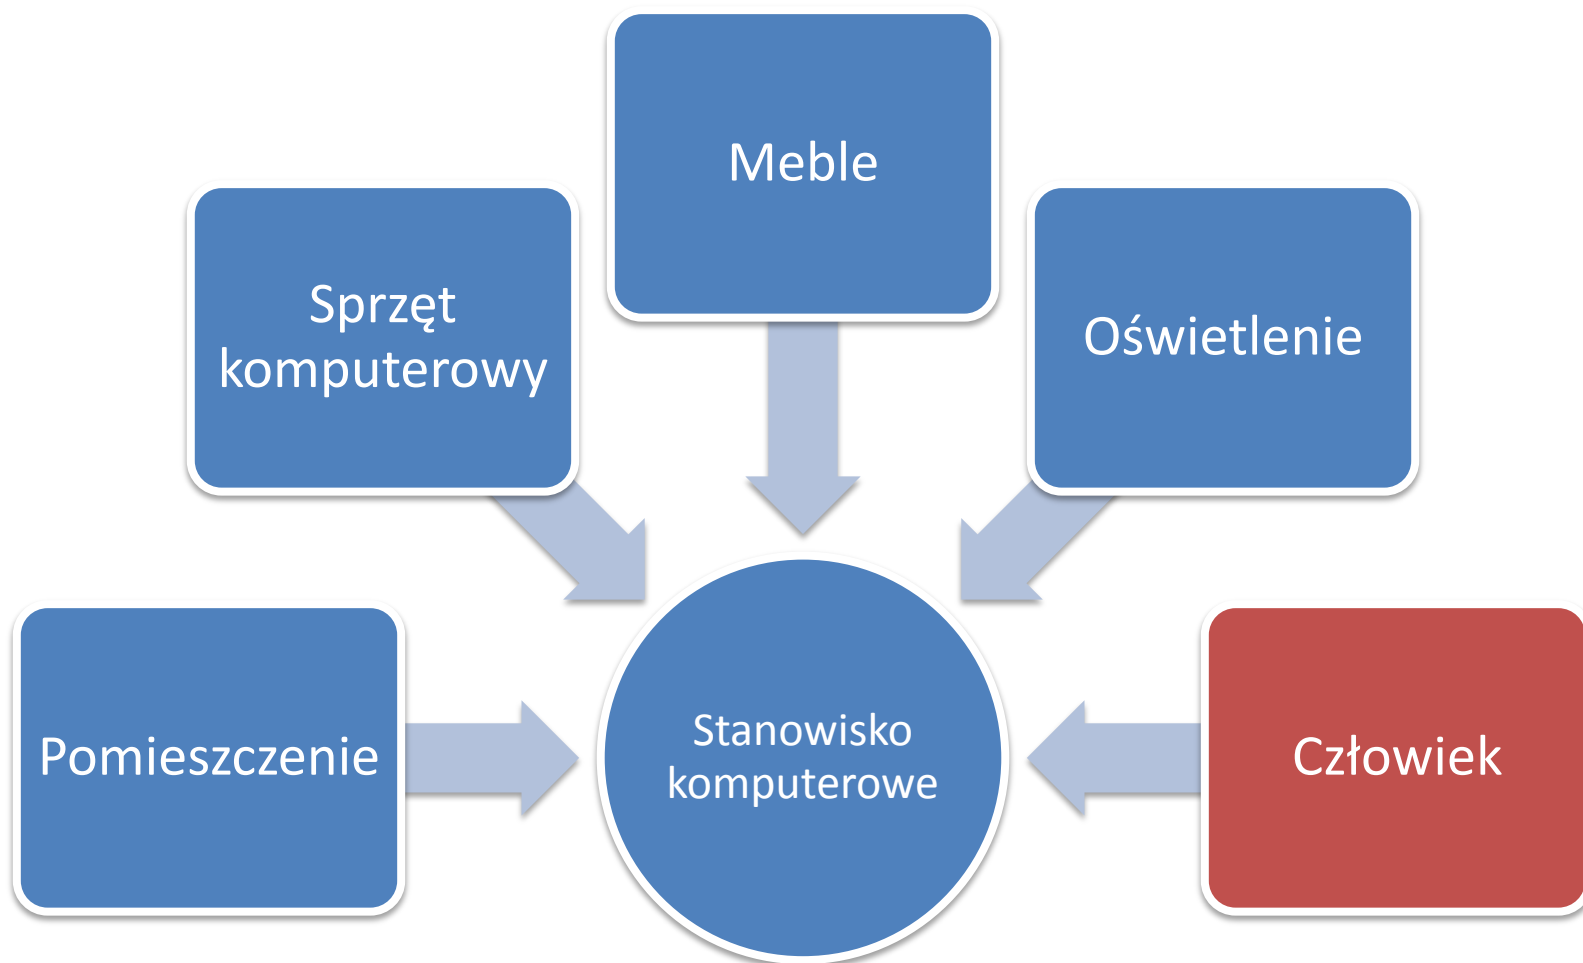 Meble
Sprzęt
komputerowy
Oświetlenie
Pomieszczenie
Stanowisko
komputerowe
Człowiek